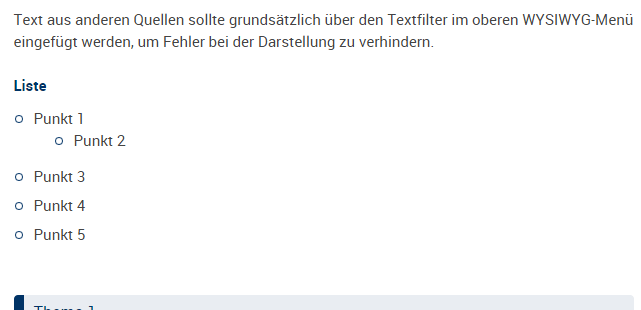 Text aus anderen Quellen sollte grundsätzlich über den Textfilter im oberen WYSIWYG-Menü
eingefügt werden, um Fehler bei der Darstellung zu verhindern.
Liste
Punkt 1
Punkt 2
Punkt 3
Punkt 4
Punkt 5
Thema 1